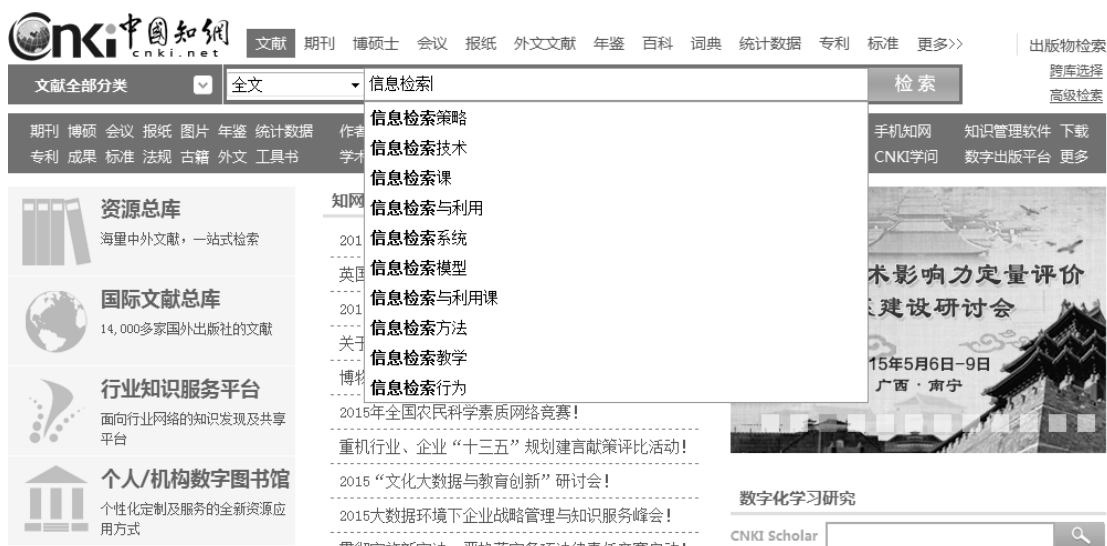 Cnki中國知網
cnki.net
文献 期刊 博硕士 会议 报纸 外文文献 年鉴 百科 词典 统计数据 专利 标准 更多>> 出版物检索
文献全部分类 全文 信息检索 检索 跨库选择
高级检索
期刊 博硕 会议 报纸 图片 年鉴 统计数据
专利 成果 标准 法规 古籍 外文 工具书
手机知网 知识管理软件 下载
CNKI学问 数字出版平台 更多
信息检索策略
信息检索技术
信息检索课
信息检索与利用
信息检索系统
信息检索模型
信息检索与利用课
信息检索方法
信息检索教学
信息检索行为
资源总库
海量中外文献，一站式检索
国际文献总库
14,000多家国外出版社的文献
行业知识服务平台
面向行业网络的知识发现及共享
平台
个人/机构数字图书馆
个性化定制及服务的全新资源应
用方式
知网
201
英国
201
关于
2015年全国农民科学素质网络竞赛！
重机行业、企业“十三五”规划建言献策评比活动！
2015“文化大数据与教育创新”研讨会！
2015大数据环境下企业战略管理与知识服务峰会！
术影响力定量评价
建设研讨会
15年5月6日-9日
广西·南宁
数字化学习研究
CNKI Scholar